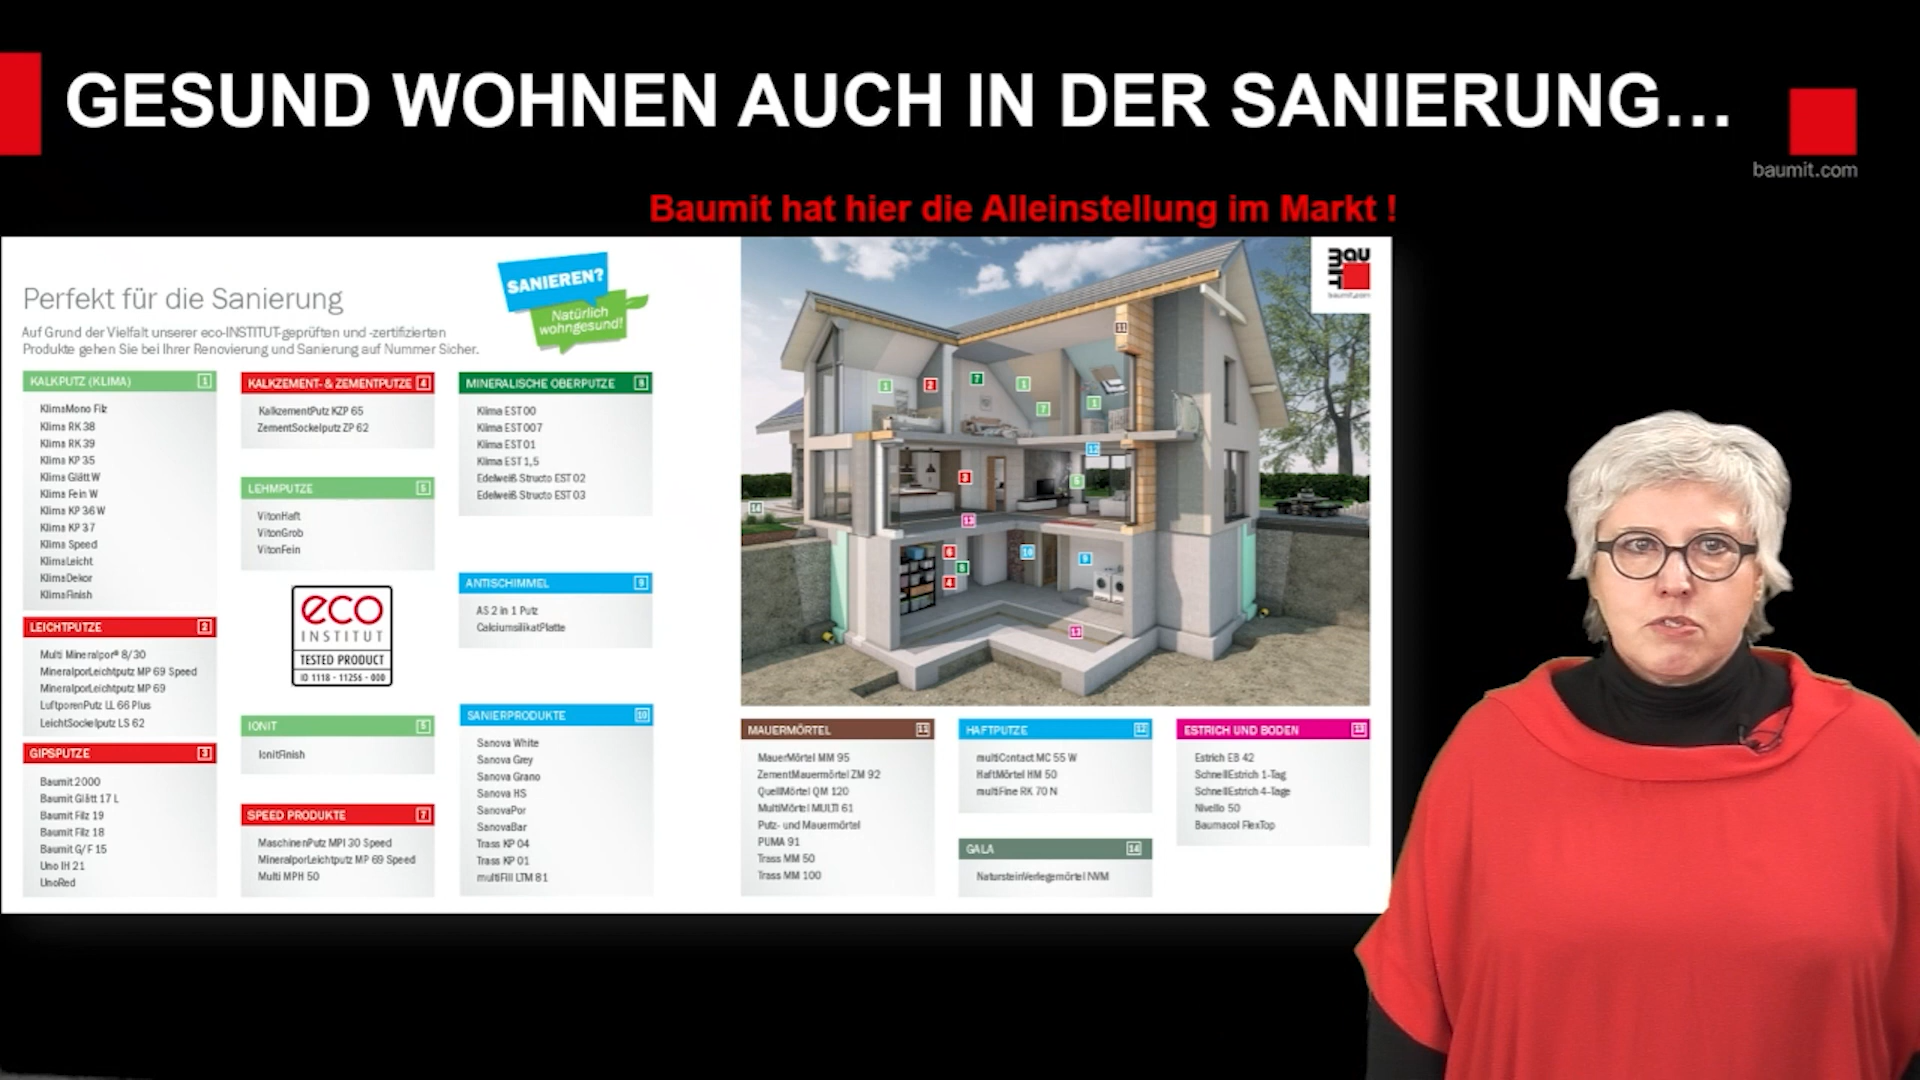 GESUND WOHNEN AUCH IN DER SANIERUNG...
baumit.com
Baumit hat hier die Alleinstellung im Markt !
Perfekt für die Sanierung
Auf Grund der Vielfalt unserer eco-INSTITUT-geprüften und -zertifizierten
Produkte gehen Sie bei Ihrer Renovierung und Sanierung auf Nummer Sicher.
SANIEREN?
Natürlich
wohngesund!
KALKPUTZ (KLIMA) 1
KlimaMono Filz
Klima RK 38
Klima RK 39
Klima KP 35
Klima Glätt W
Klima Fein W
Klima KP 36 W
Klima KP 37
Klima Speed
KlimaLeicht
KlimaDekor
KlimaFinish
LEICHTPUTZE 2
Multi Mineralpor® 8/30
MineralporLeichtputz MP 69 Speed
MineralporLeichtputz MP 69
LuftporenPutz LL 66 Plus
LeichtSockelputz LS 62
GIPSPUTZE 3
Baumit 2000
Baumit Glätt 17 L
Baumit Filz 19
Baumit Filz 18
Baumit G/F 15
Uno IH 21
UnoRed
KALKZEMENT- & ZEMENTPUTZE 4
KalkzementPutz KZP 65
ZementSockelputz ZP 62
LEHMPUTZE 5
VitonHaft
VitonGrob
VitonFein
eco
INSTITUT
TESTED PRODUCT
ID 1118 - 11256 - 000
IONIT
IonitFinish
SPEED PRODUKTE 7
MaschinenPutz MPI 30 Speed
MineralporLeichtputz MP 69 Speed
Multi MPH 50
MINERALISCHE OBERPUTZE 8
Klima EST 00
Klima EST 007
Klima EST 01
Klima EST 1,5
Edelweiß Structo EST 02
Edelweiß Structo EST 03
ANTISCHIMMEL 9
AS 2 in 1 Putz
CalciumsilikatPlatte
SANIERPRODUKTE 10
Sanova White
Sanova Grey
Sanova Grano
Sanova HS
SanovaPor
SanovaBar
Trass KP 04
Trass KP 01
multiFill LTM 81
BAUMIT
baumit.com
MAUERMÖRTEL 11
MauerMörtel MM 95
ZementMauermörtel ZM 92
QuellMörtel QM 120
MultiMörtel MULTI 61
Putz- und Mauermörtel
PUMA 91
Trass MM 50
Trass MM 100
HAFTPUTZE 12
multiContact MC 55 W
HaftMörtel HM 50
multiFine RK 70 N
GALA 14
NatursteinVerlegemörtel NVM
ESTRICH UND BODEN 13
Estrich EB 42
SchnellEstrich 1-Tag
SchnellEstrich 4-Tage
Nivello 50
Baumacol FlexTop